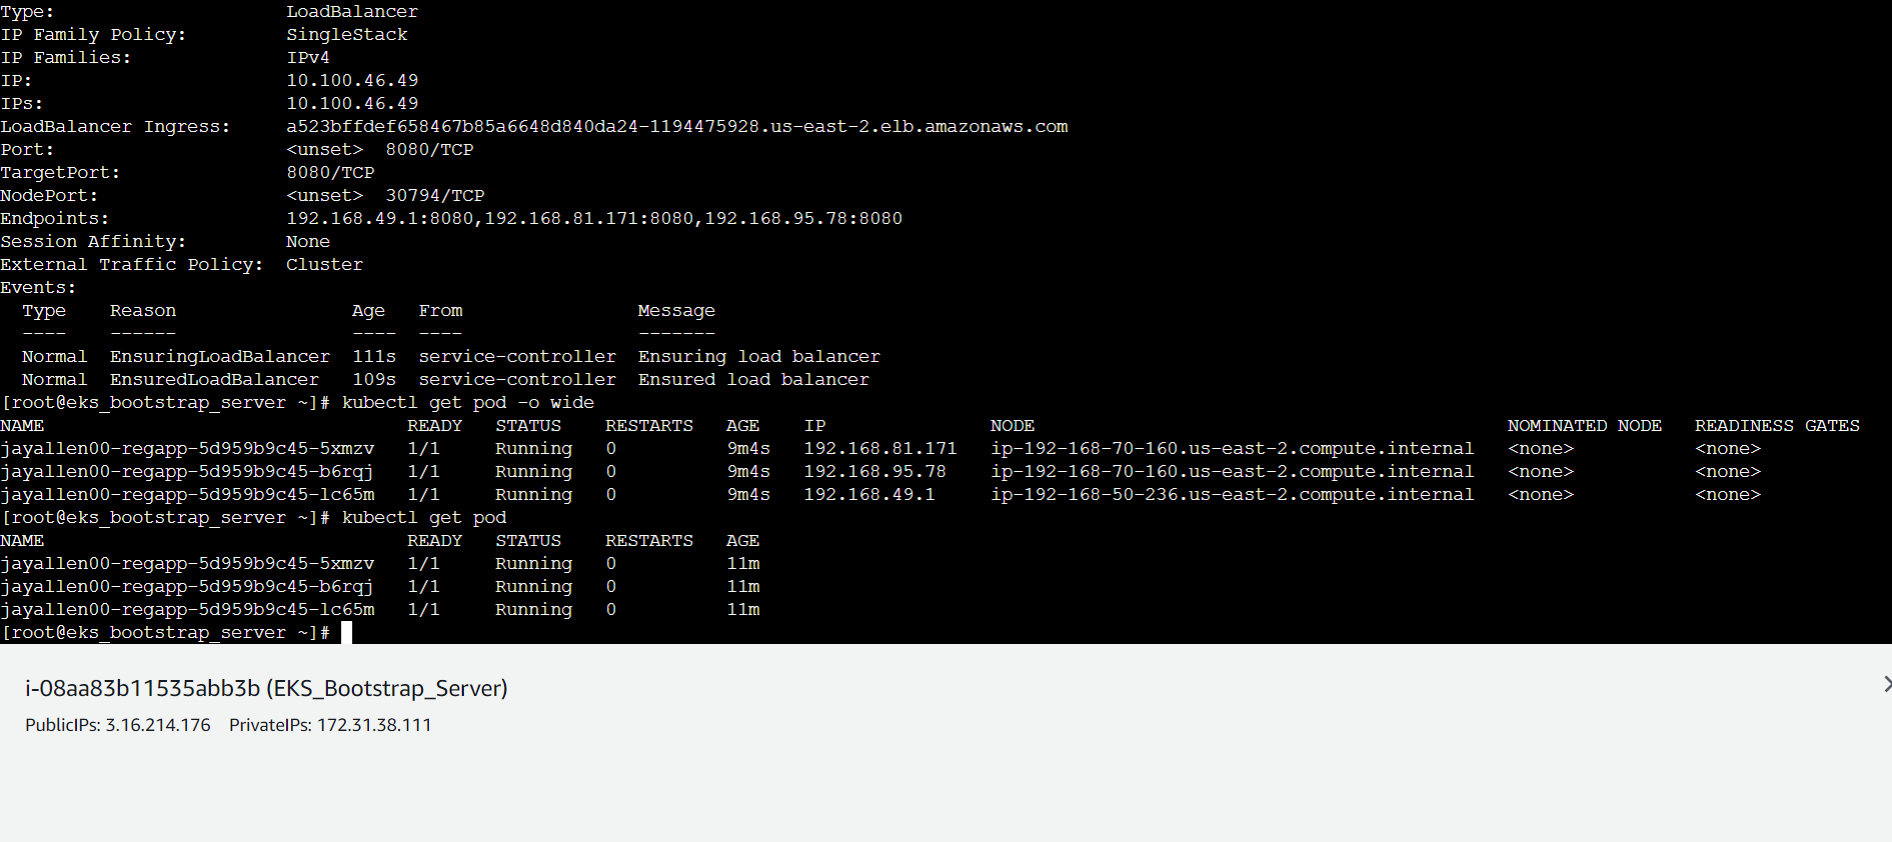 Type: LoadBalancer
IP Family Policy: SingleStack
IP Families: IPv4
IP: 10.100.46.49
IPs: 10.100.46.49
LoadBalancer Ingress: a523bffdef658467b85a6648d840da24-1194475928.us-east-2.elb.amazonaws.com
Port: <unset> 8080/TCP
TargetPort: 8080/TCP
NodePort: <unset> 30794/TCP
Endpoints: 192.168.49.1:8080,192.168.81.171:8080,192.168.95.78:8080
Session Affinity: None
External Traffic Policy: Cluster
Events:
Type Reason Age From Message
---- ------ ---- ---- -------
Normal EnsuringLoadBalancer 111s service-controller Ensuring load balancer
Normal EnsuredLoadBalancer 109s service-controller Ensured load balancer
[root@eks_bootstrap_server ~]# kubectl get pod -o wide
NAME READY STATUS RESTARTS AGE IP NODE NOMINATED NODE READINESS GATES
jayallen00-regapp-5d959b9c45-5xmzv 1/1 Running 0 9m4s 192.168.81.171 ip-192-168-70-160.us-east-2.compute.internal <none> <none>
jayallen00-regapp-5d959b9c45-b6rqj 1/1 Running 0 9m4s 192.168.95.78 ip-192-168-70-160.us-east-2.compute.internal <none> <none>
jayallen00-regapp-5d959b9c45-lc65m 1/1 Running 0 9m4s 192.168.49.1 ip-192-168-50-236.us-east-2.compute.internal <none> <none>
[root@eks_bootstrap_server ~]# kubectl get pod
NAME READY STATUS RESTARTS AGE
jayallen00-regapp-5d959b9c45-5xmzv 1/1 Running 0 11m
jayallen00-regapp-5d959b9c45-b6rqj 1/1 Running 0 11m
jayallen00-regapp-5d959b9c45-lc65m 1/1 Running 0 11m
[root@eks_bootstrap_server ~]#
i-08aa83b11535abb3b (EKS_Bootstrap_Server)
PublicIPs: 3.16.214.176 PrivateIPs: 172.31.38.111